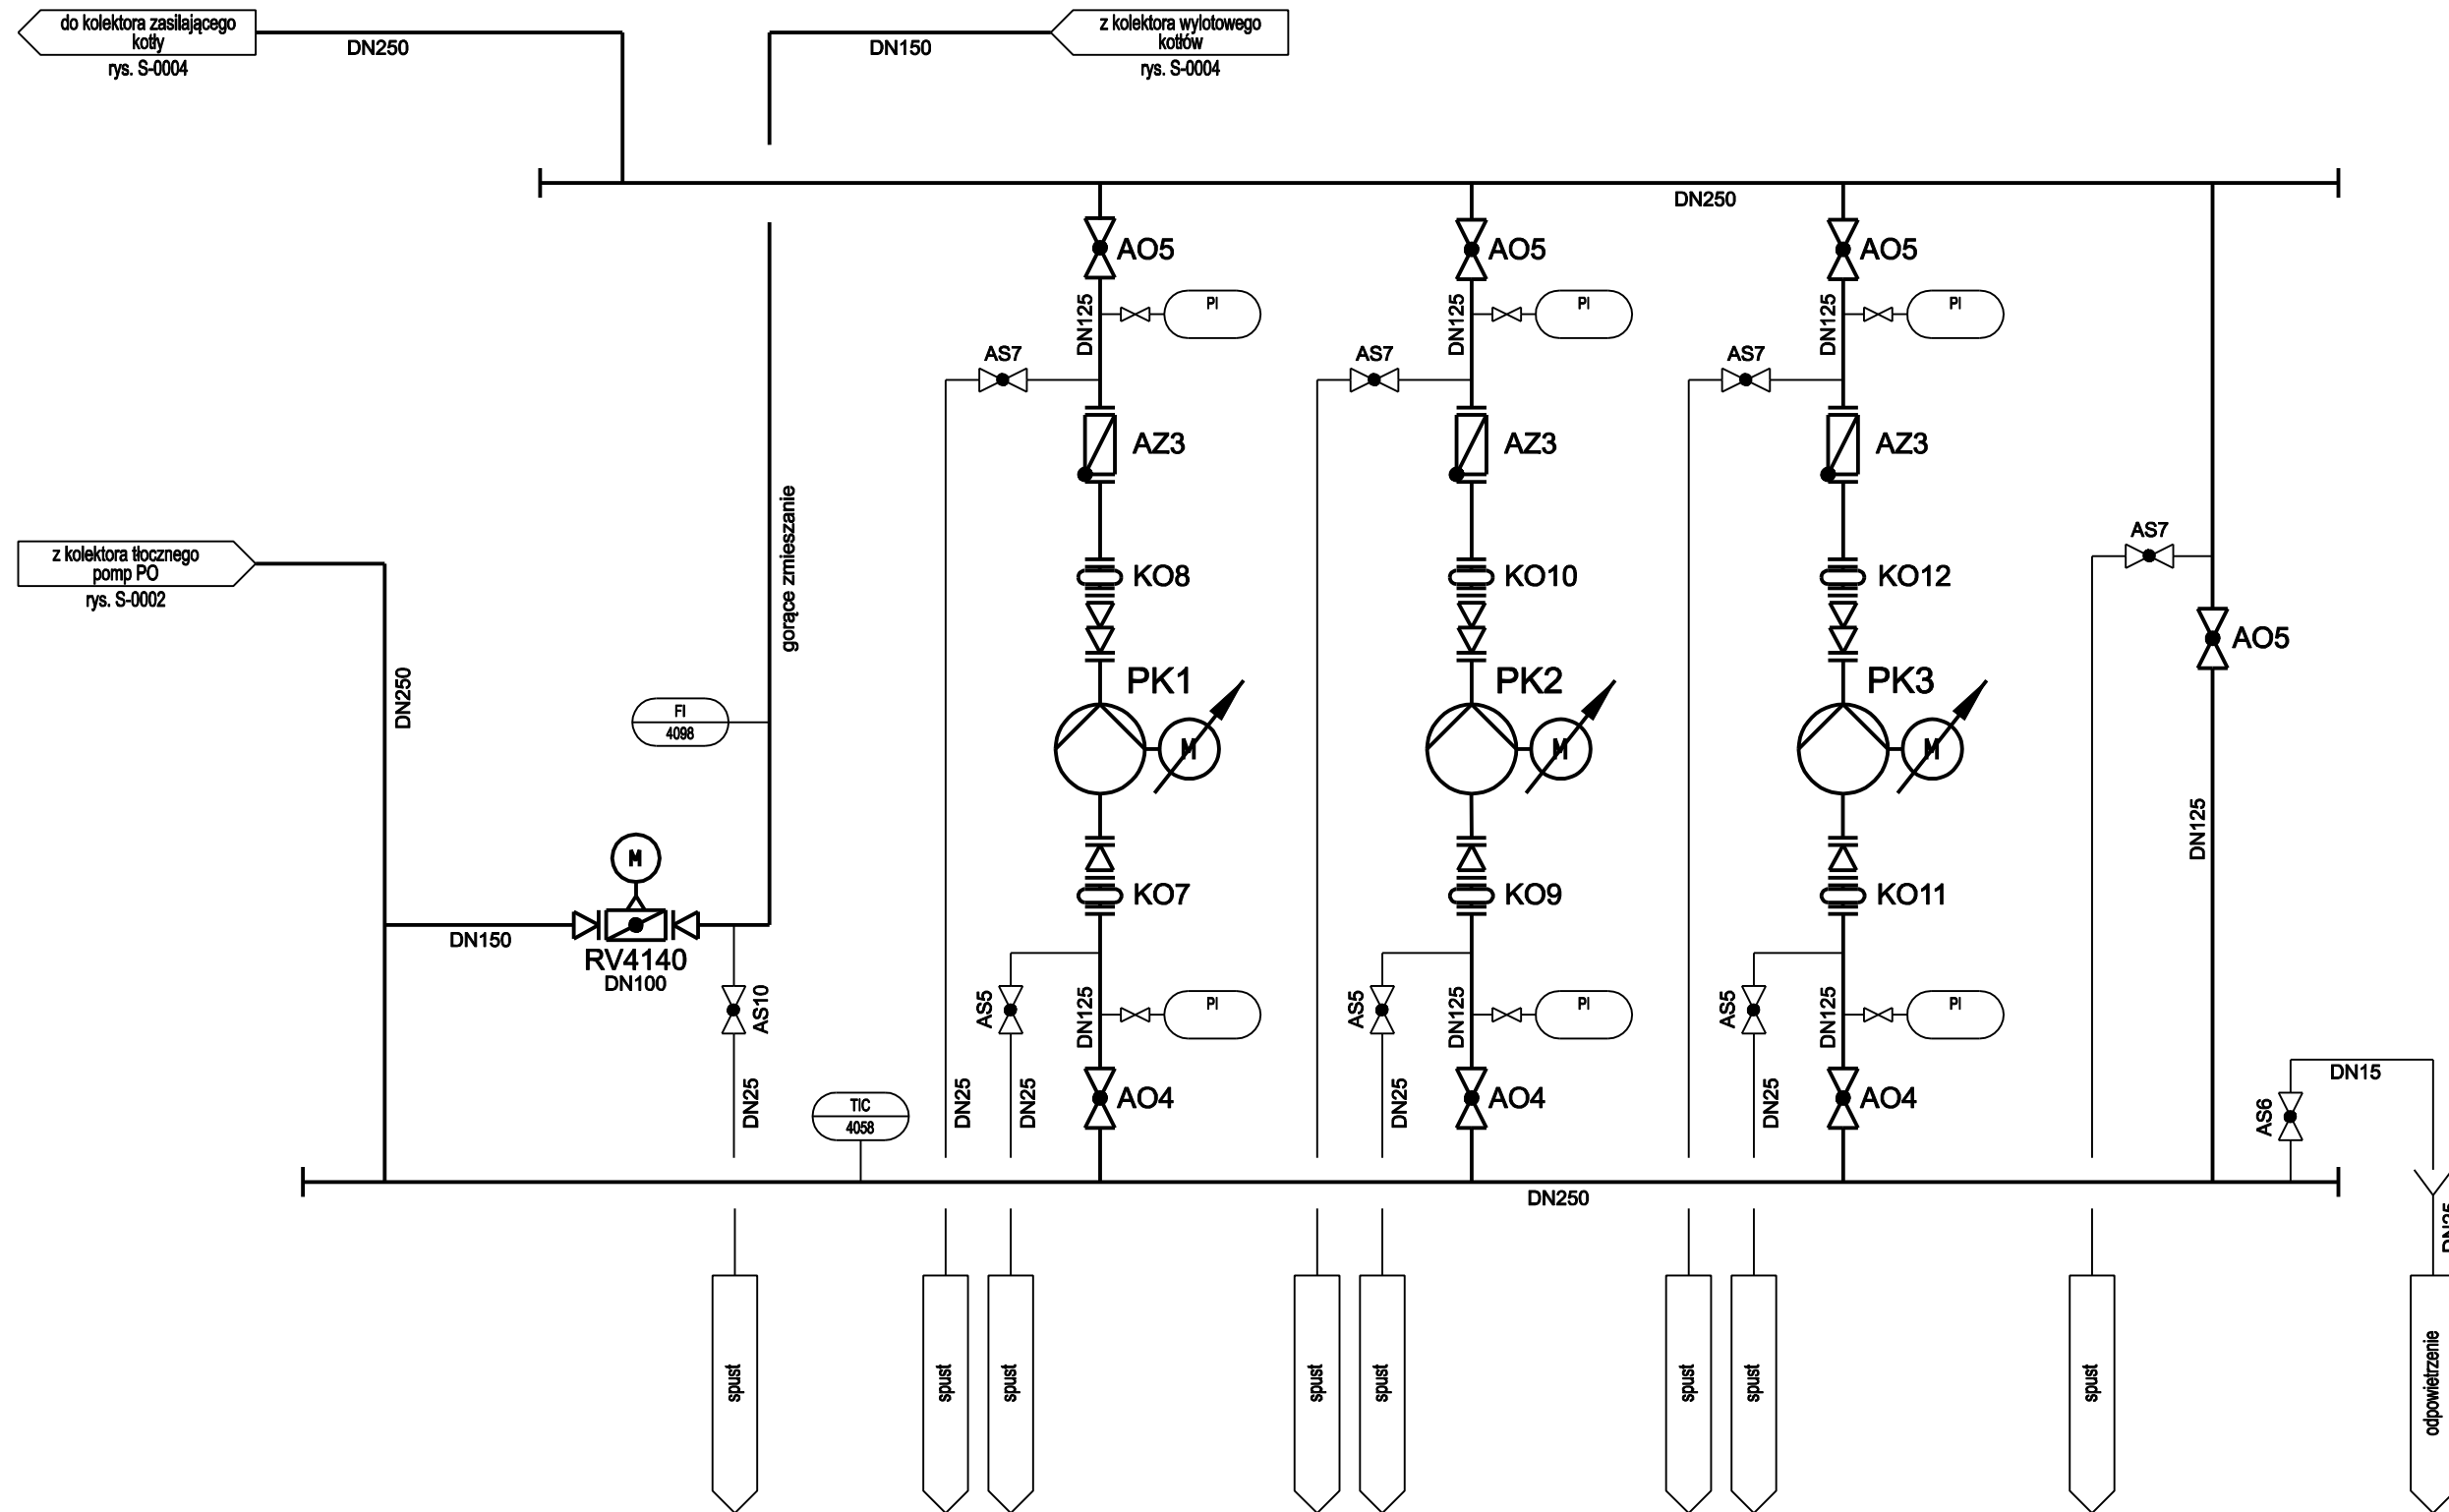 do kolektora zasilającego
kotły
rys. S-0004
DN250
z kolektora wylotowego
kotłów
rys. S-0004
DN150
DN250
AO5
AO5
AO5
PI
PI
PI
DN125
DN125
DN125
AS7
AS7
AS7
AZ3
AZ3
AZ3
gorące zmieszanie
z kolektora tłocznego
pomp PO
rys. S-0002
AS7
KO8
KO10
KO12
AO5
DN250
PK1
PK2
PK3
FI
4098
M
M
M
DN125
M
KO7
KO9
KO11
DN150
RV4140
DN100
AS10
AS5
AS5
AS5
DN125
DN125
DN125
PI
PI
PI
DN25
TIC
4058
DN25
DN25
AO4
DN25
AO4
DN25
AO4
AS6
DN15
DN250
DN25
spust
spust
spust
spust
spust
spust
spust
spust
odpowietrzenie